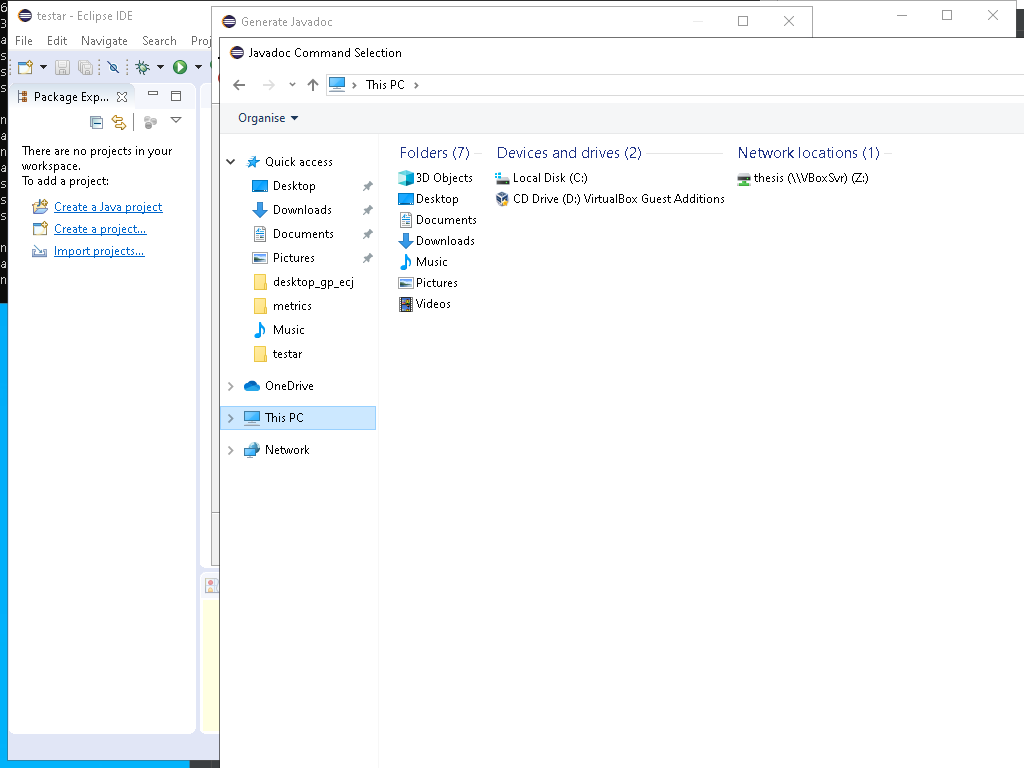 testar - Eclipse IDE
Generate Javadoc
File Edit Navigate Search Proj
Javadoc Command Selection
This PC
Organise
Package Exp...
There are no projects in your
workspace.
To add a project:
Create a Java project
Create a project...
Import projects...
Quick access
Desktop
Downloads
Documents
Pictures
desktop_gp_ecj
metrics
Music
testar
OneDrive
This PC
Network
Folders (7)
3D Objects
Desktop
Documents
Downloads
Music
Pictures
Videos
Devices and drives (2)
Local Disk (C:)
CD Drive (D:) VirtualBox Guest Additions
Network locations (1)
thesis (\\VBoxSvr) (Z:)